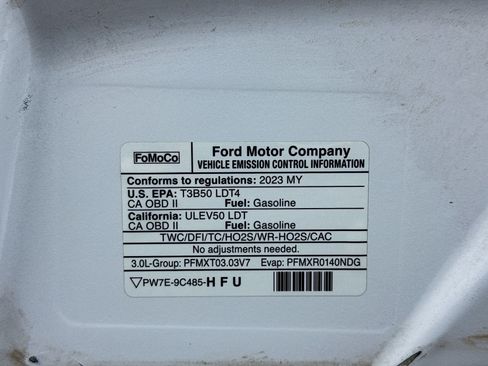 FoMoCo
Ford Motor Company
VEHICLE EMISSION CONTROL INFORMATION
Conforms to regulations: 2023 MY
U.S. EPA: T3B50 LDT4
CA OBD II Fuel: Gasoline
California: ULEV50 LDT
CA OBD II Fuel: Gasoline
TWC/DFI/TC/HO2S/WR-HO2S/CAC
No adjustments needed.
3.0L-Group: PFMXT03.03V7 Evap: PFMXR0140NDG
PW7E-9C485-HFU